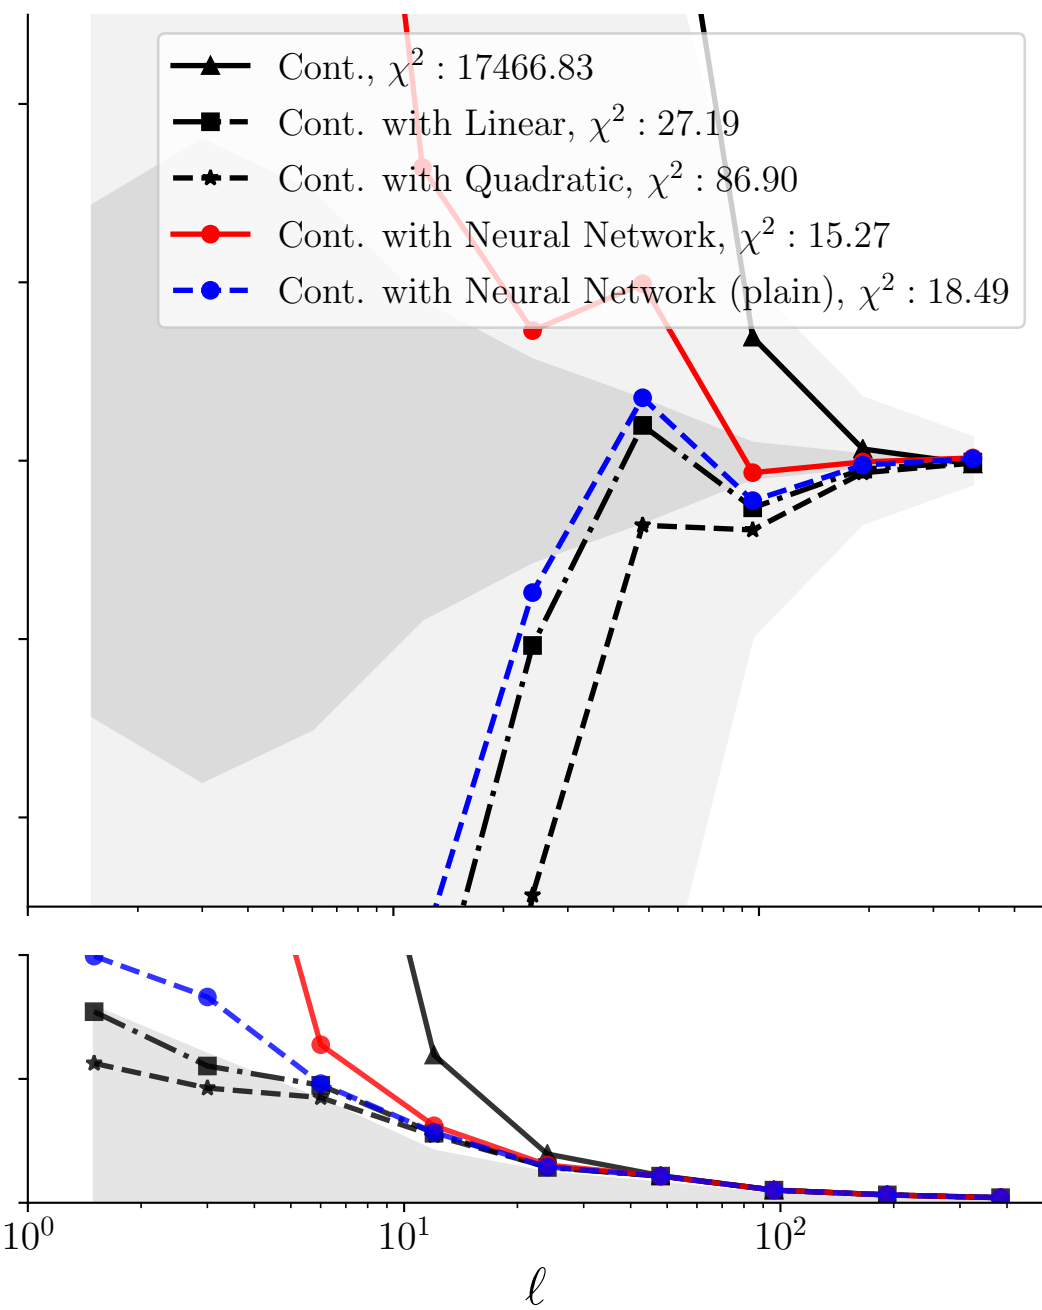 Cont., χ² : 17466.83
Cont. with Linear, χ² : 27.19
Cont. with Quadratic, χ² : 86.90
Cont. with Neural Network, χ² : 15.27
Cont. with Neural Network (plain), χ² : 18.49
10⁰ 10¹ 10²
ℓ